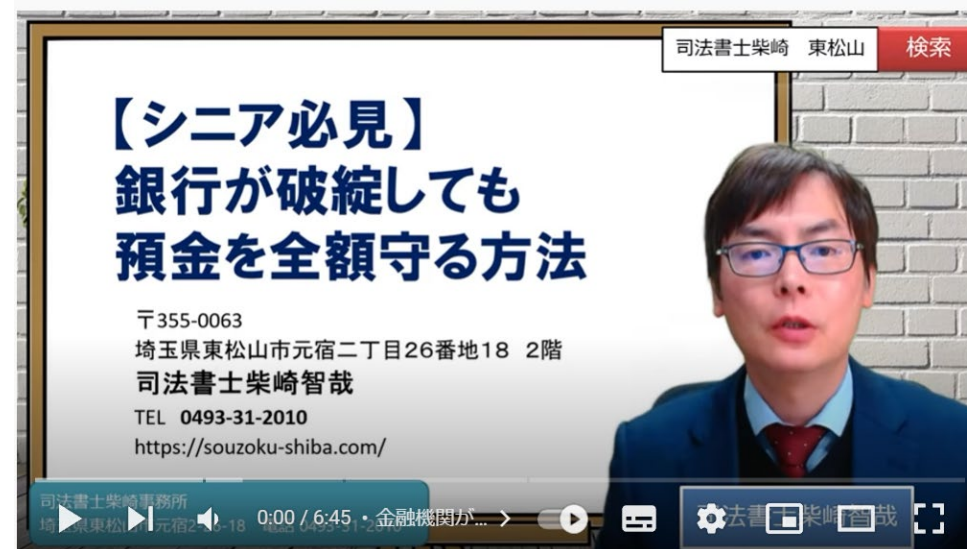 司法書士柴崎 東松山 検索
【シニア必見】
銀行が破綻しても
預金を全額守る方法
〒355-0063
埼玉県東松山市元宿二丁目26番地18 2階
司法書士柴崎智哉
TEL 0493-31-2010
https://souzoku-shiba.com/
司法書士柴崎事務所
0:00 / 6:45・金融機関が...